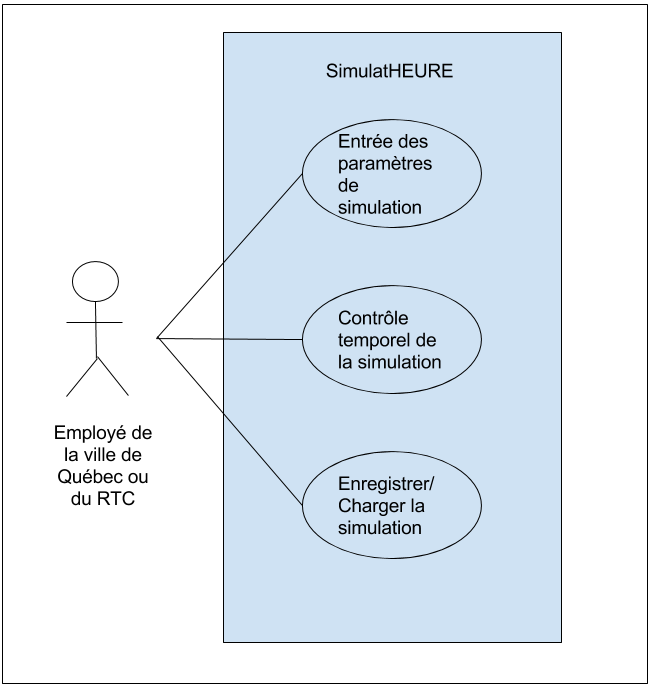 SimulatHEURE
Entrée des
paramètres
de
simulation
Contrôle
temporel de
la simulation
Enregistrer/
Charger la
simulation
Employé de
la ville de
Québec ou
du RTC